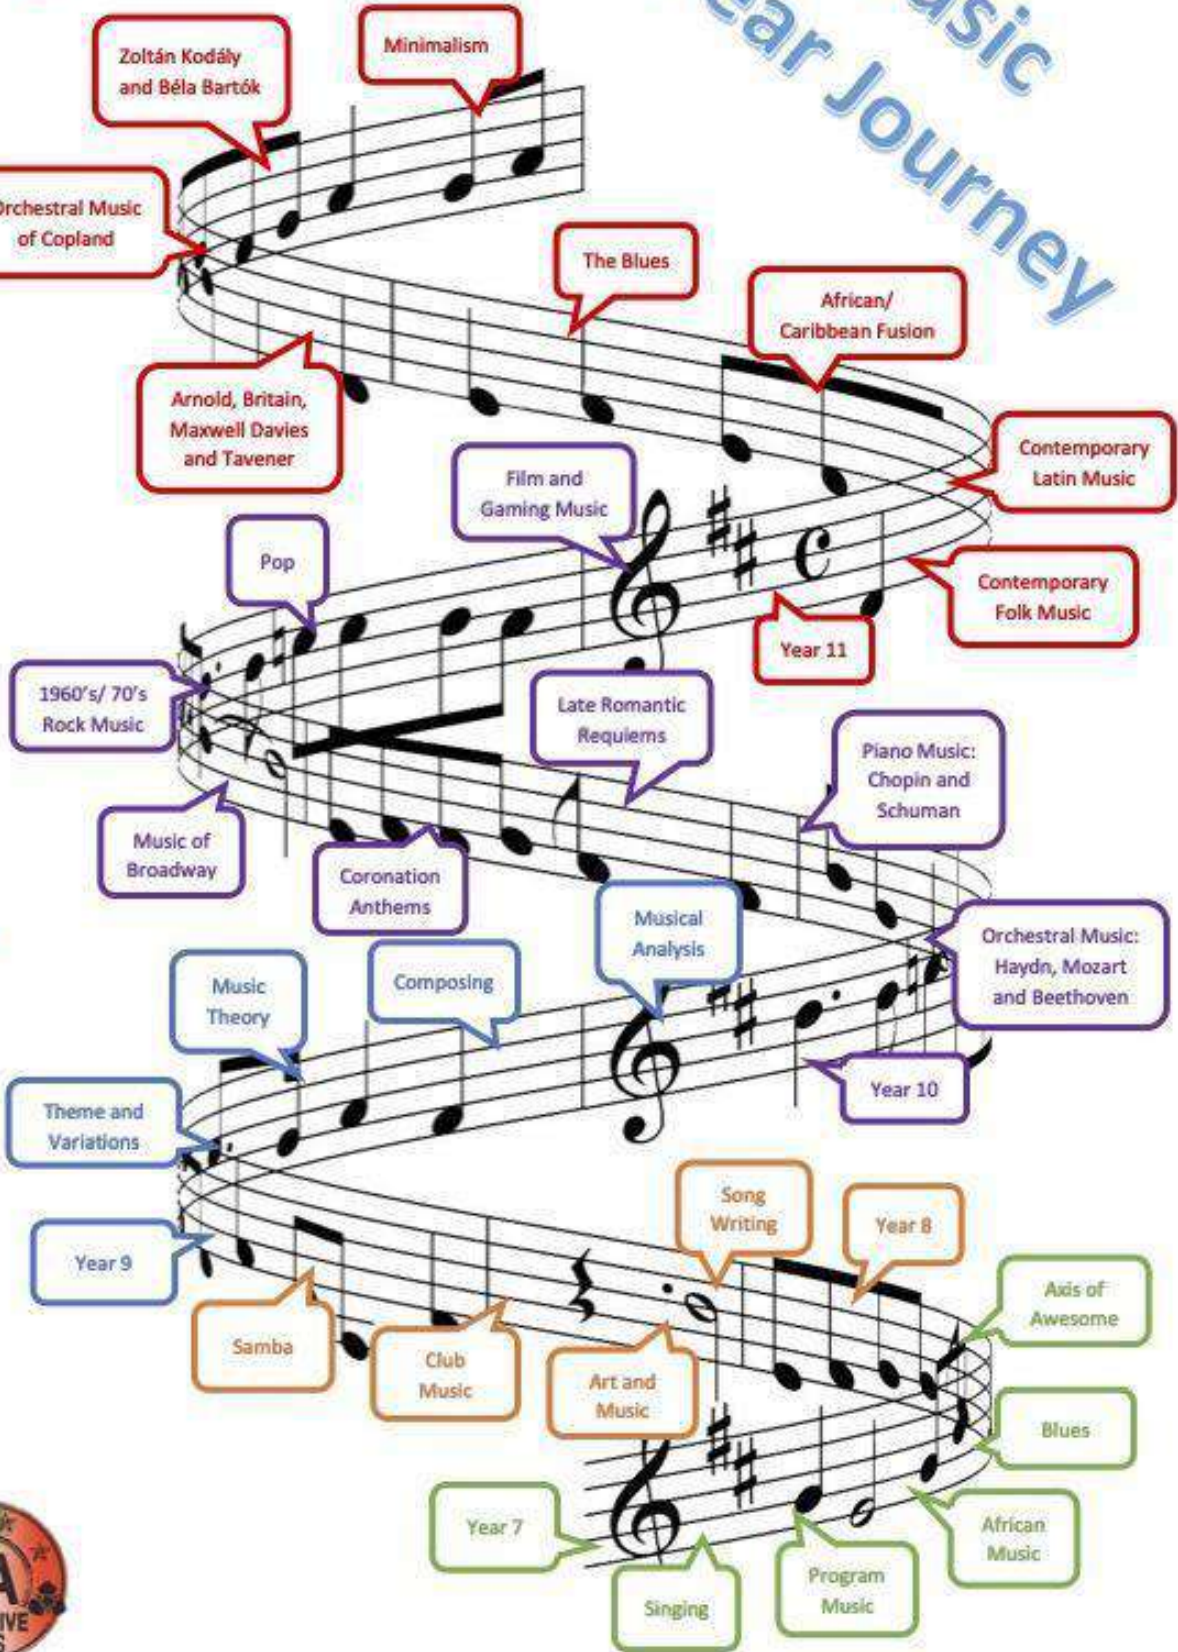 Music
Year Journey
Zoltán Kodály
and Béla Bartók
Minimalism
Orchestral Music
of Copland
The Blues
African/
Caribbean Fusion
Arnold, Britain,
Maxwell Davies
and Tavener
Contemporary
Latin Music
Film and
Gaming Music
Pop
Contemporary
Folk Music
Year 11
1960's/ 70's
Rock Music
Late Romantic
Requiems
Piano Music:
Chopin and
Schuman
Music of
Broadway
Coronation
Anthems
Musical
Analysis
Orchestral Music:
Haydn, Mozart
and Beethoven
Music
Theory
Composing
Year 10
Theme and
Variations
Song
Writing
Year 8
Year 9
Axis of
Awesome
Samba
Club
Music
Art and
Music
Blues
Year 7
African
Music
Program
Music
Singing